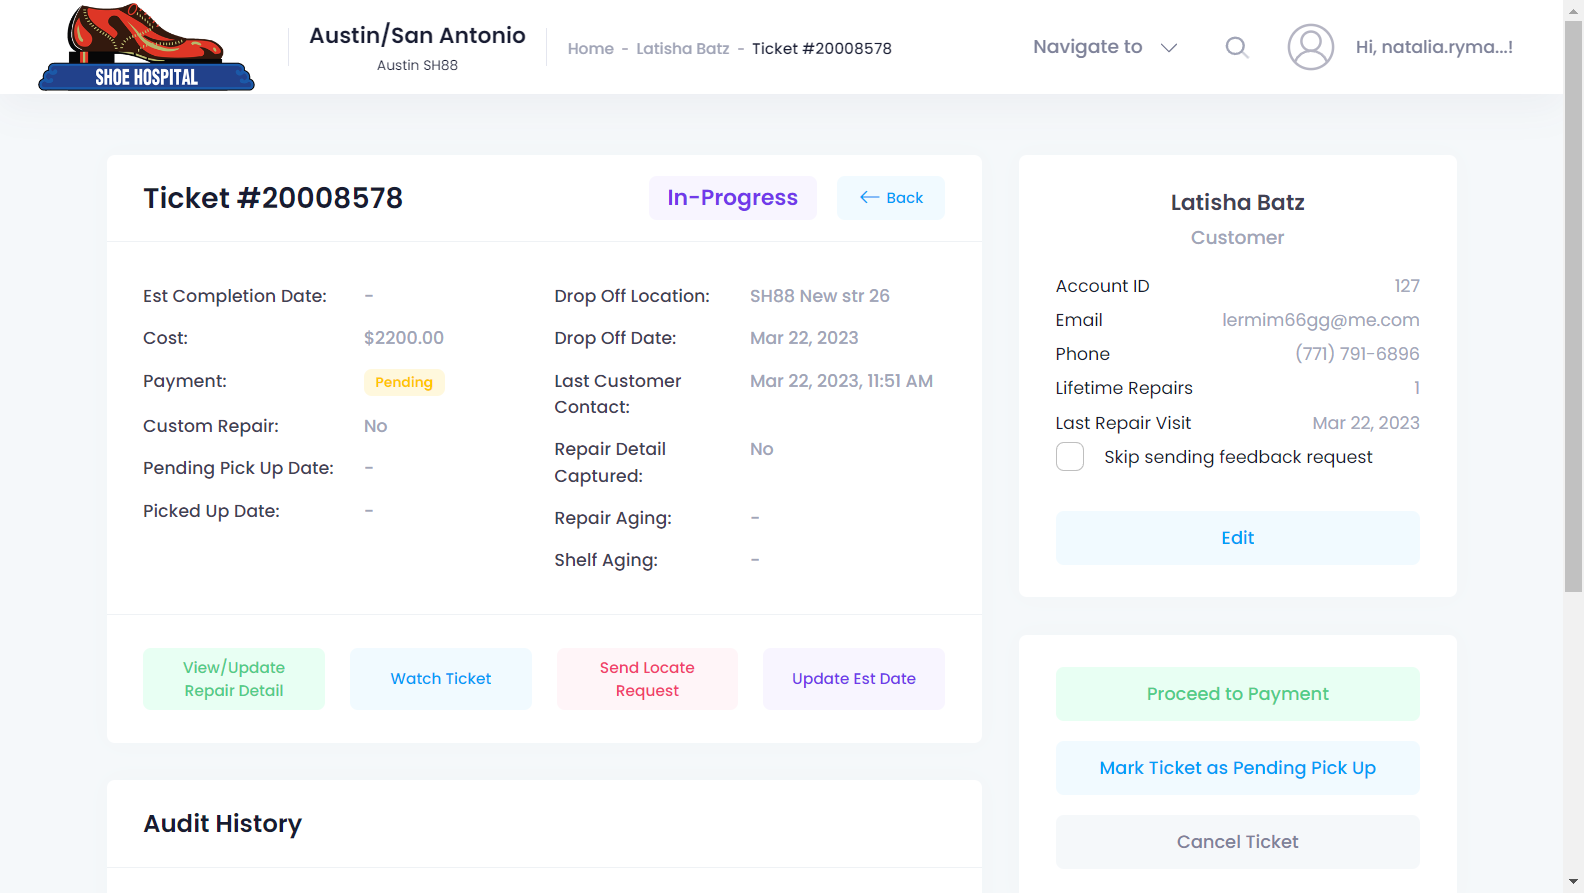 SHOE HOSPITAL
Austin/San Antonio
Austin SH88
Home - Latisha Batz - Ticket #20008578
Navigate to
Hi, natalia.ryma...!
Ticket #20008578
In-Progress
Back
Est Completion Date: -
Cost: $2200.00
Payment: Pending
Custom Repair: No
Pending Pick Up Date: -
Picked Up Date: -
Drop Off Location: SH88 New str 26
Drop Off Date: Mar 22, 2023
Last Customer Mar 22, 2023, 11:51 AM
Contact:
Repair Detail No
Captured:
Repair Aging: -
Shelf Aging: -
View/Update
Repair Detail
Watch Ticket
Send Locate
Request
Update Est Date
Audit History
Latisha Batz
Customer
Account ID 127
Email lermim66gg@me.com
Phone (771) 791-6896
Lifetime Repairs 1
Last Repair Visit Mar 22, 2023
Skip sending feedback request
Edit
Proceed to Payment
Mark Ticket as Pending Pick Up
Cancel Ticket